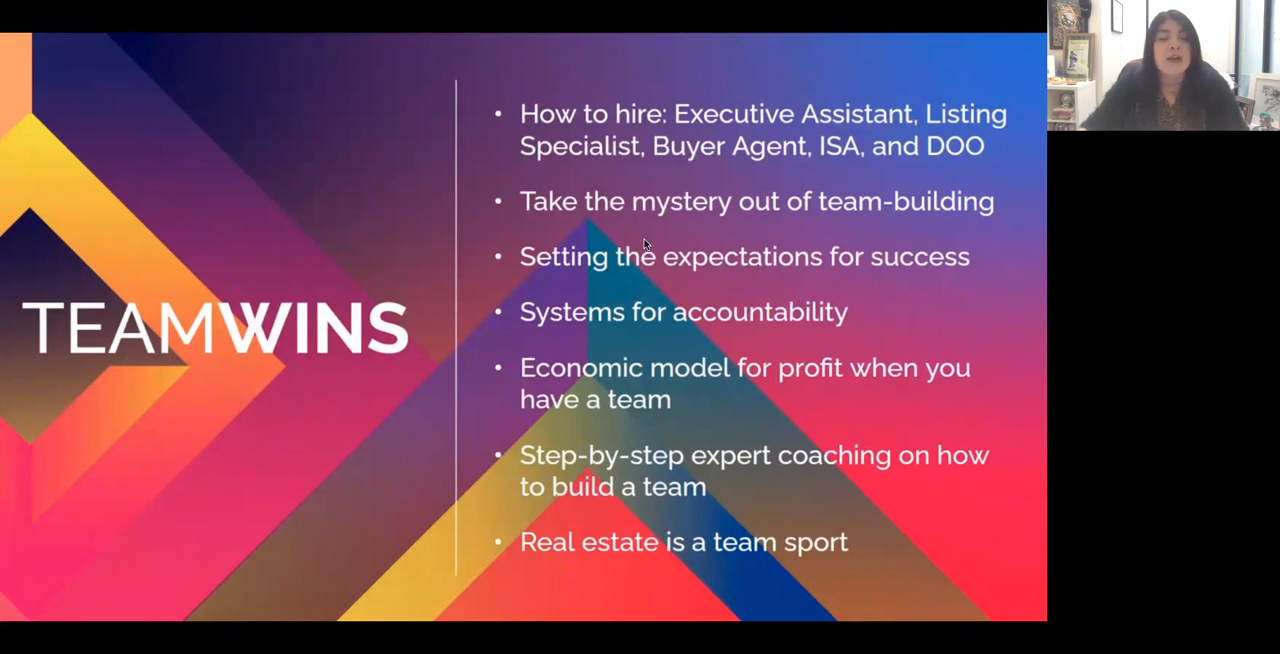 TEAMWINS
• How to hire: Executive Assistant, Listing
Specialist, Buyer Agent, ISA, and DOO
• Take the mystery out of team-building
• Setting the expectations for success
• Systems for accountability
• Economic model for profit when you
have a team
• Step-by-step expert coaching on how
to build a team
• Real estate is a team sport